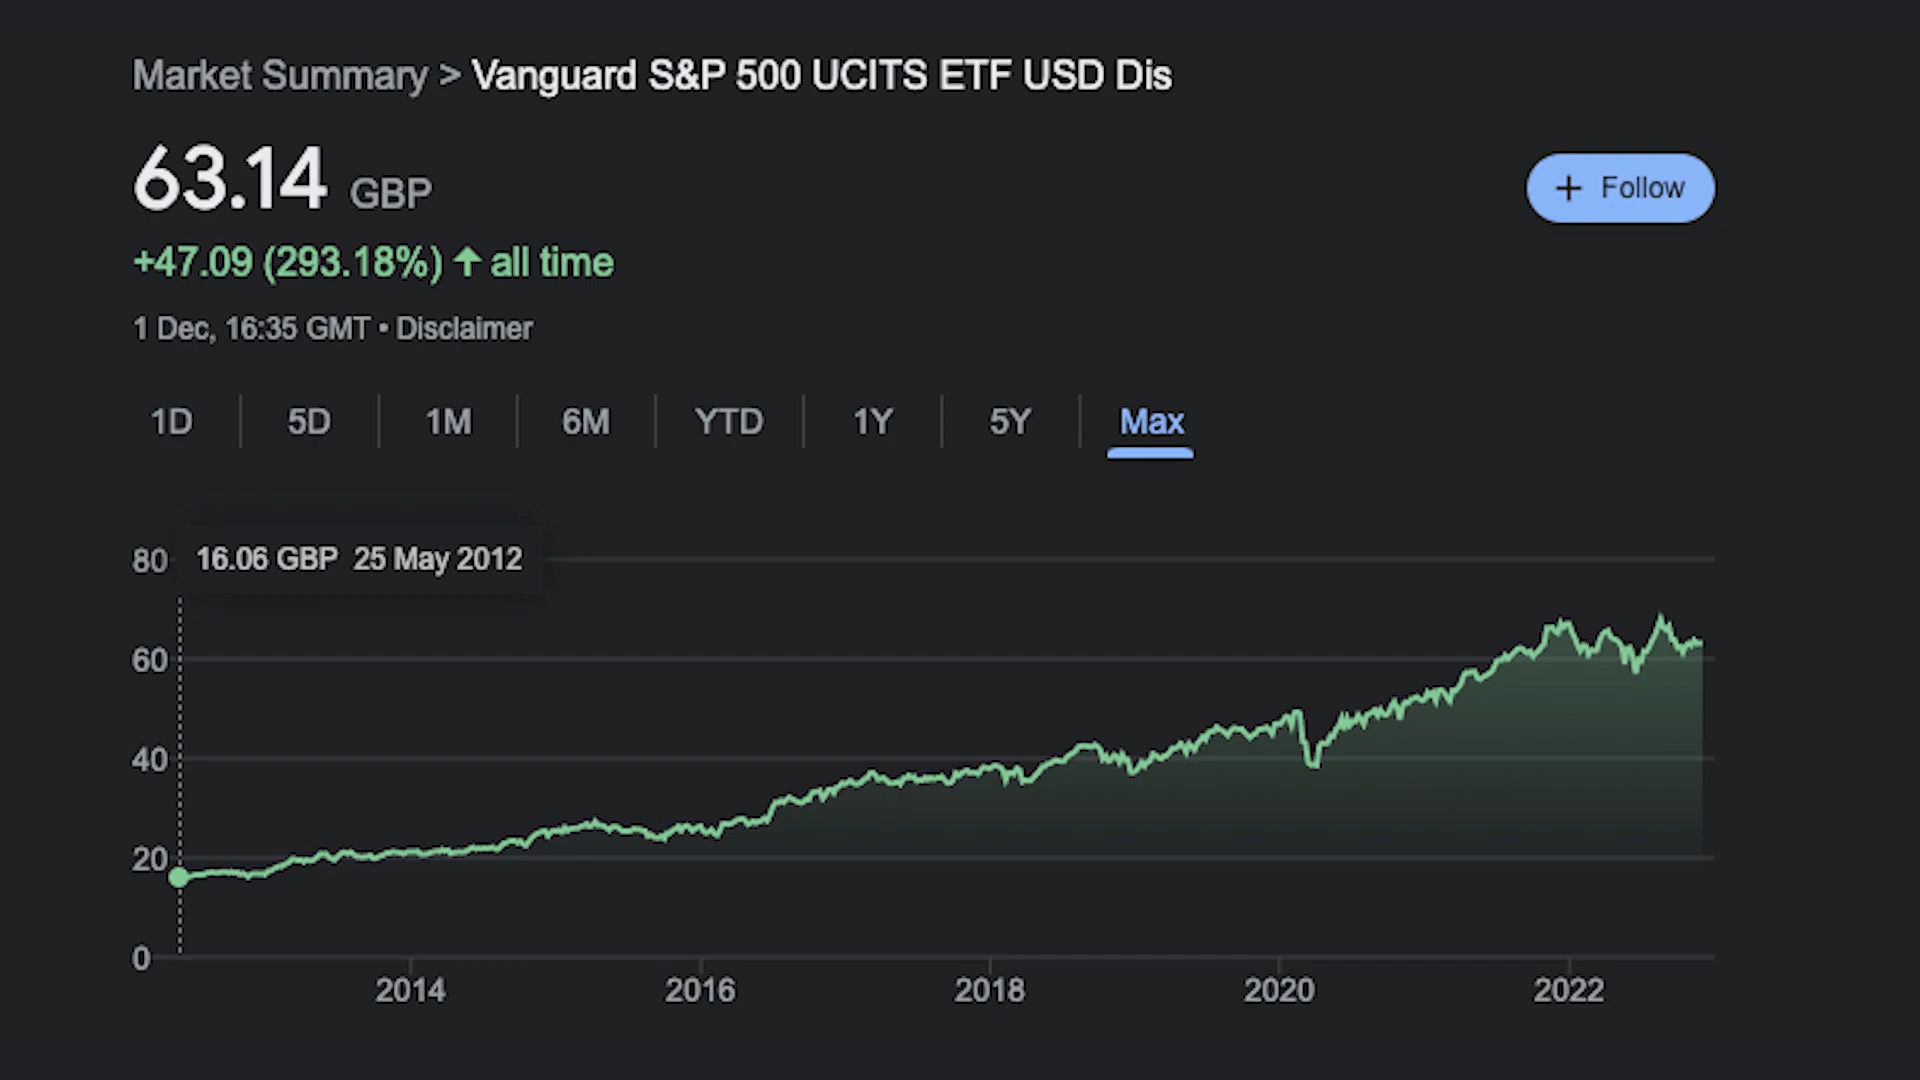 Market Summary > Vanguard S&P 500 UCITS ETF USD Dis
63.14 GBP
+ Follow
+47.09 (293.18%) ↑ all time
1 Dec, 16:35 GMT • Disclaimer
1D 5D 1M 6M YTD 1Y 5Y Max
80 16.06 GBP 25 May 2012
60
40
20
0
2014 2016 2018 2020 2022